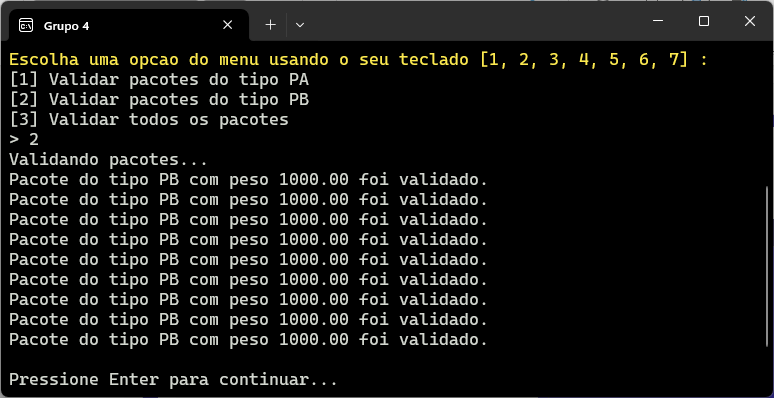 Grupo 4
Escolha uma opcao do menu usando o seu teclado [1, 2, 3, 4, 5, 6, 7] :
[1] Validar pacotes do tipo PA
[2] Validar pacotes do tipo PB
[3] Validar todos os pacotes
> 2
Validando pacotes...
Pacote do tipo PB com peso 1000.00 foi validado.
Pacote do tipo PB com peso 1000.00 foi validado.
Pacote do tipo PB com peso 1000.00 foi validado.
Pacote do tipo PB com peso 1000.00 foi validado.
Pacote do tipo PB com peso 1000.00 foi validado.
Pacote do tipo PB com peso 1000.00 foi validado.
Pacote do tipo PB com peso 1000.00 foi validado.
Pacote do tipo PB com peso 1000.00 foi validado.
Pacote do tipo PB com peso 1000.00 foi validado.
Pressione Enter para continuar...